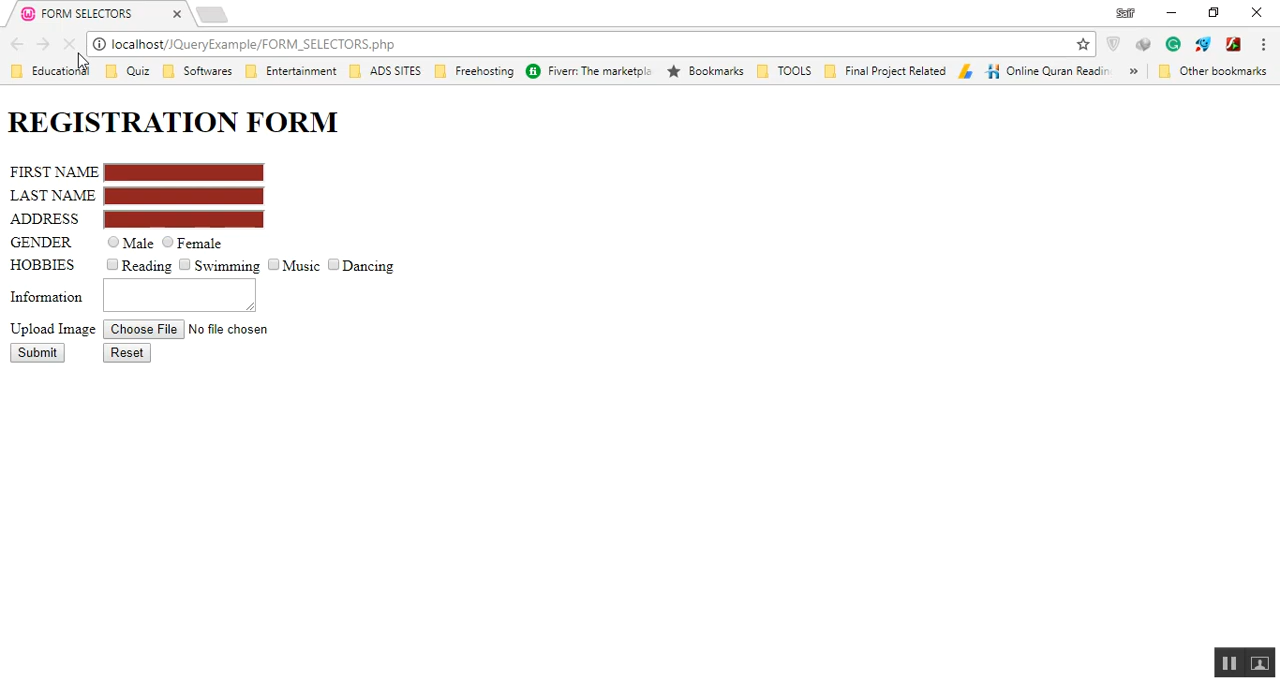 FORM SELECTORS
Saif
localhost/JQueryExample/FORM_SELECTORS.php
Educational Quiz Softwares Entertainment ADS SITES Freehosting Fiverr: The marketpla Bookmarks TOOLS Final Project Related Online Quran Readin » Other bookmarks
REGISTRATION FORM
FIRST NAME
LAST NAME
ADDRESS
GENDER Male Female
HOBBIES Reading Swimming Music Dancing
Information
Upload Image Choose File No file chosen
Submit Reset